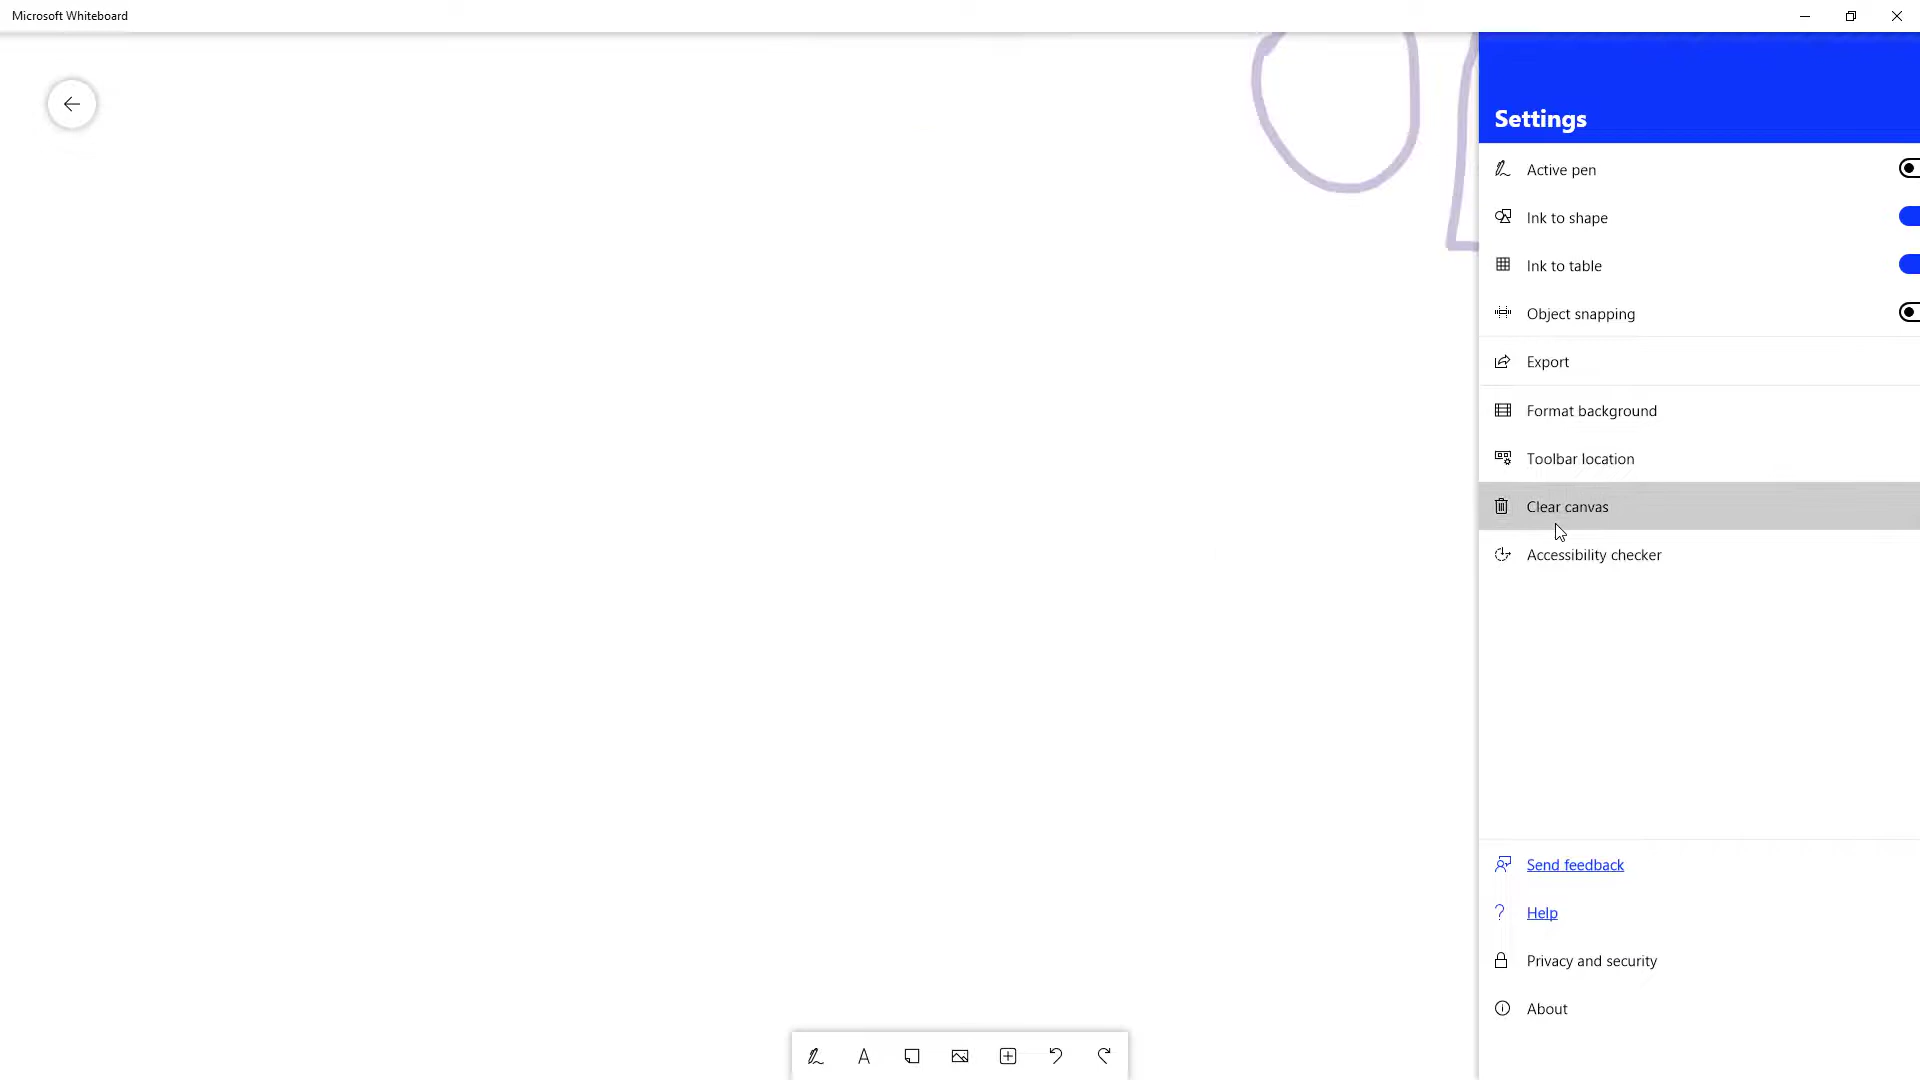 Microsoft Whiteboard
Settings
Active pen
Ink to shape
Ink to table
Object snapping
Export
Format background
Toolbar location
Clear canvas
Accessibility checker
Send feedback
Help
Privacy and security
About